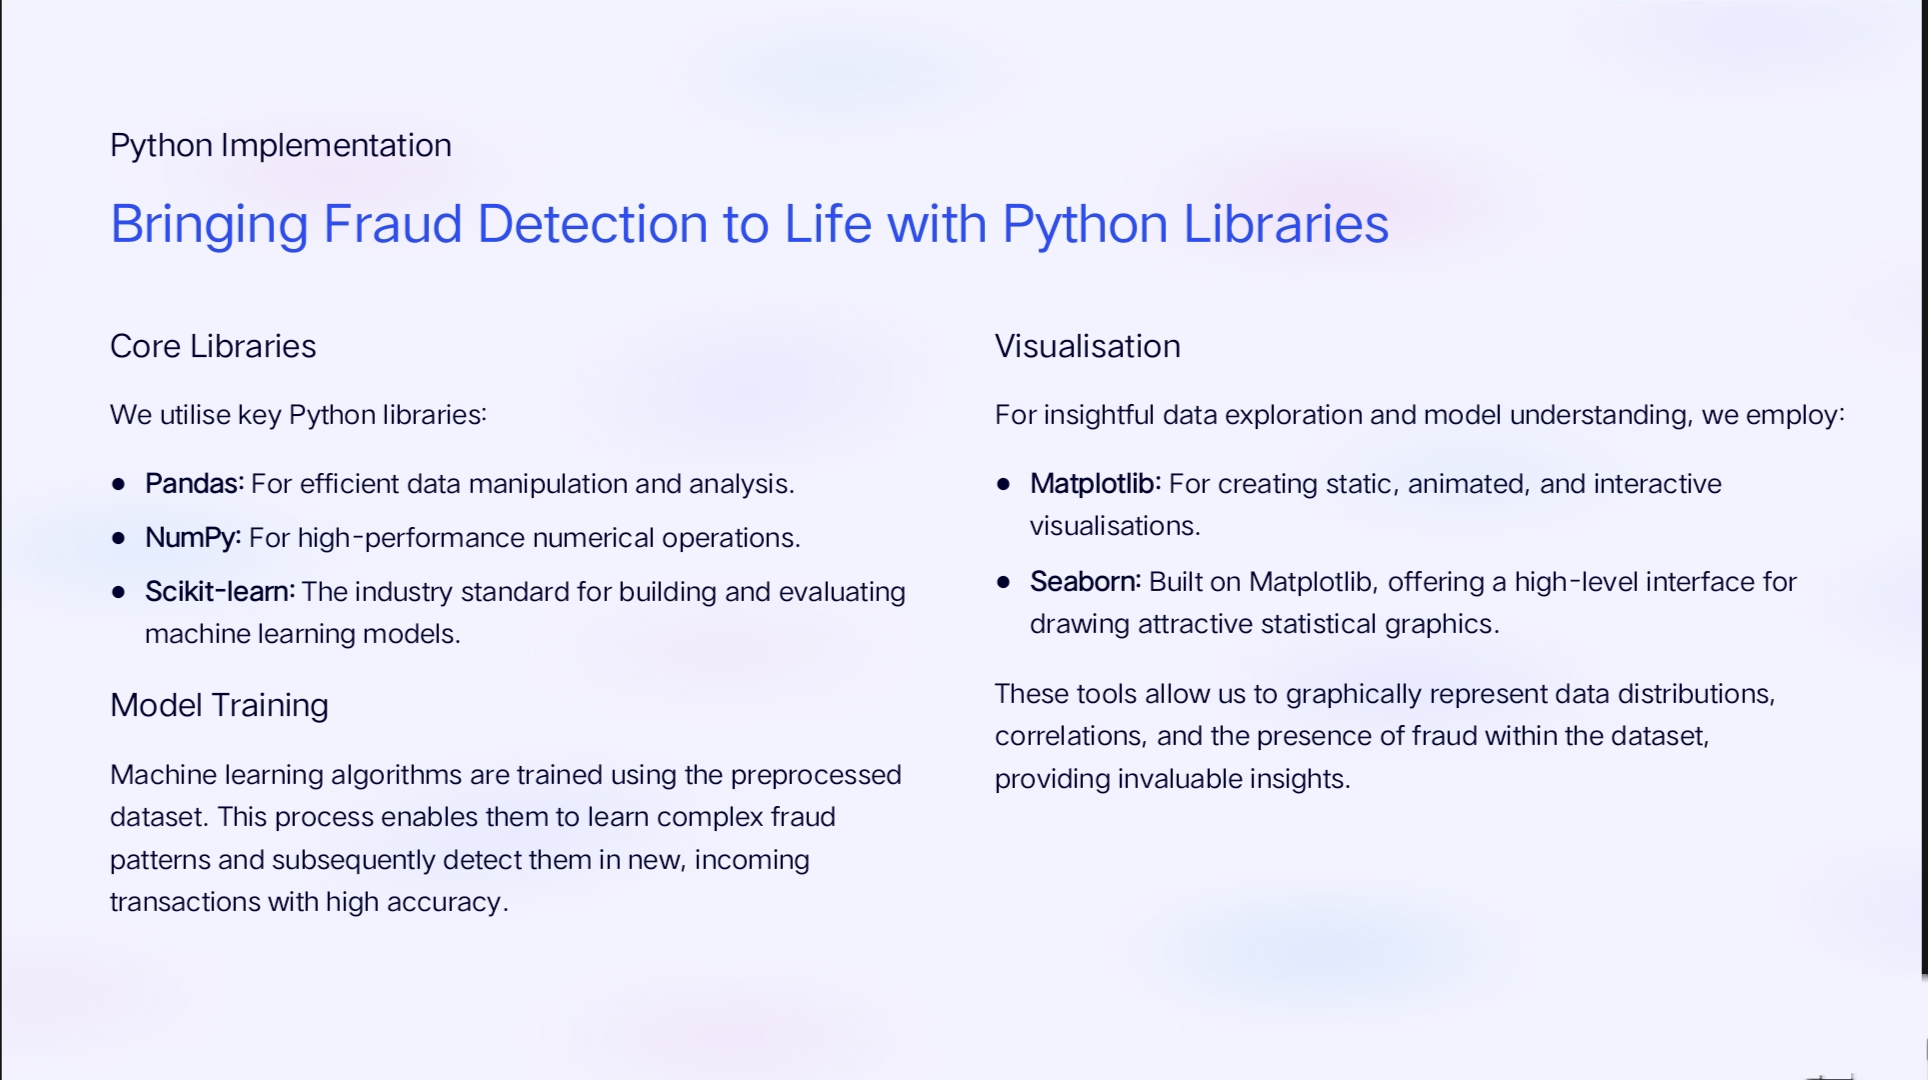 Python Implementation
Bringing Fraud Detection to Life with Python Libraries
Core Libraries
We utilise key Python libraries:
● Pandas: For efficient data manipulation and analysis.
● NumPy: For high-performance numerical operations.
● Scikit-learn: The industry standard for building and evaluating
machine learning models.
Model Training
Machine learning algorithms are trained using the preprocessed
dataset. This process enables them to learn complex fraud
patterns and subsequently detect them in new, incoming
transactions with high accuracy.
Visualisation
For insightful data exploration and model understanding, we employ:
● Matplotlib: For creating static, animated, and interactive
visualisations.
● Seaborn: Built on Matplotlib, offering a high-level interface for
drawing attractive statistical graphics.
These tools allow us to graphically represent data distributions,
correlations, and the presence of fraud within the dataset,
providing invaluable insights.